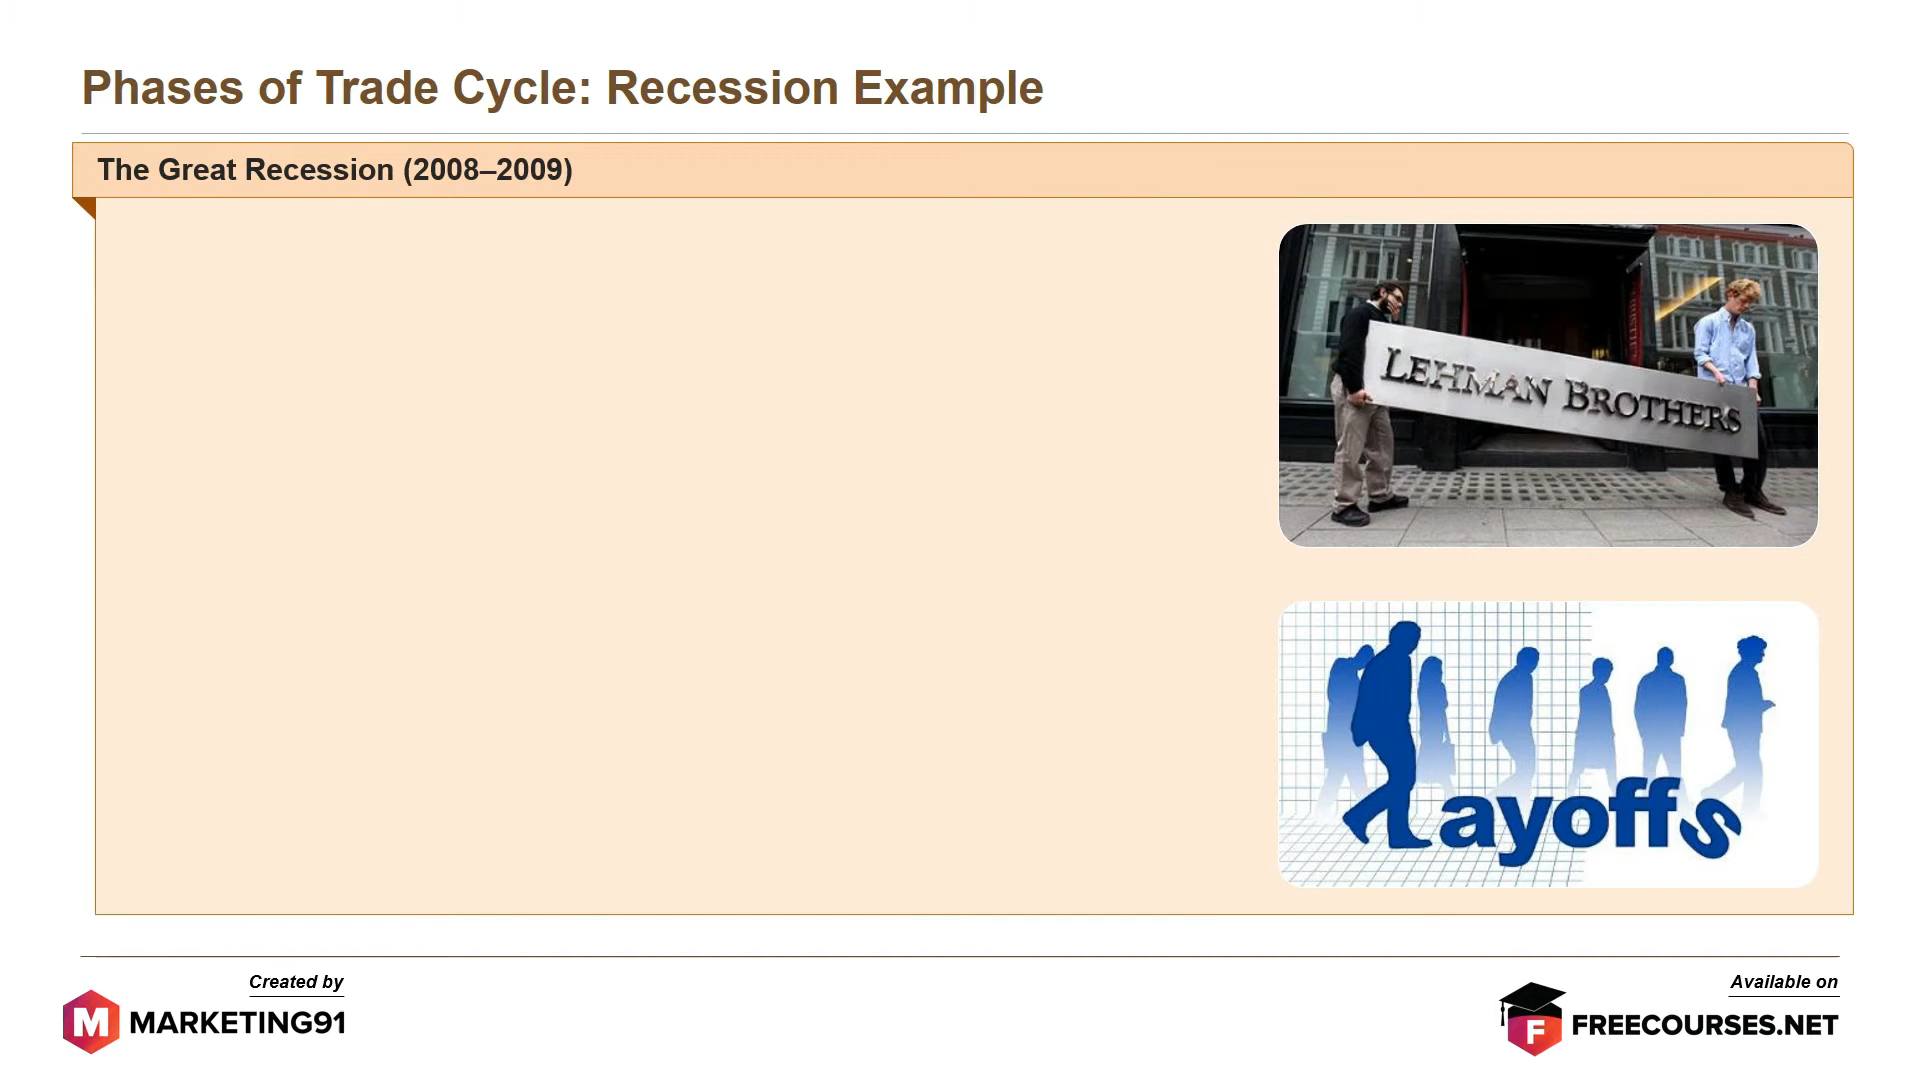 Phases of Trade Cycle: Recession Example
The Great Recession (2008–2009)
LEHMAN BROTHERS
Layoffs
Created by
M MARKETING91
Available on
F FREECOURSES.NET